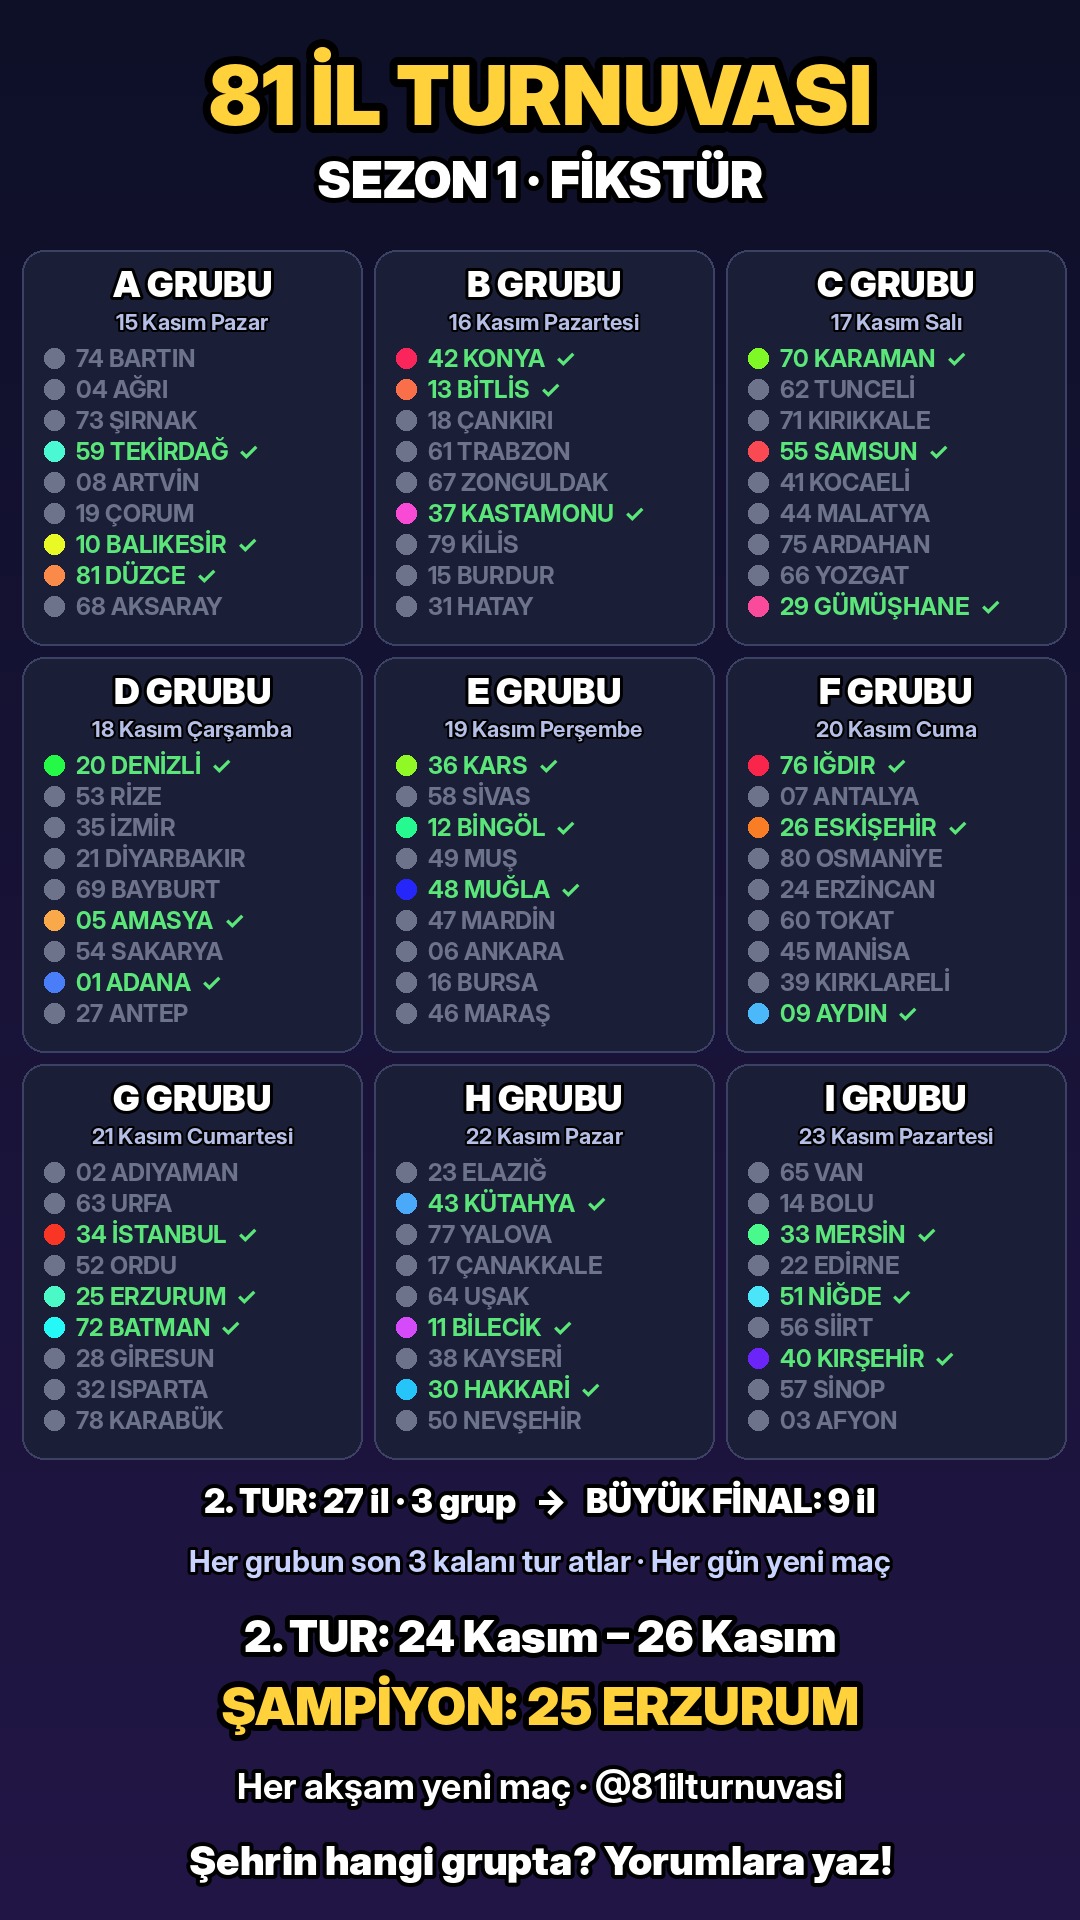 81 İL TURNUVASI
SEZON 1 · FİKSTÜR
A GRUBU
15 Kasım Pazar
74 BARTIN
04 AĞRI
73 ŞIRNAK
59 TEKİRDAĞ ✓
08 ARTVİN
19 ÇORUM
10 BALIKESİR ✓
81 DÜZCE ✓
68 AKSARAY
B GRUBU
16 Kasım Pazartesi
42 KONYA ✓
13 BİTLİS ✓
18 ÇANKIRI
61 TRABZON
67 ZONGULDAK
37 KASTAMONU ✓
79 KİLİS
15 BURDUR
31 HATAY
C GRUBU
17 Kasım Salı
70 KARAMAN ✓
62 TUNCELİ
71 KIRIKKALE
55 SAMSUN ✓
41 KOCAELİ
44 MALATYA
75 ARDAHAN
66 YOZGAT
29 GÜMÜŞHANE ✓
D GRUBU
18 Kasım Çarşamba
20 DENİZLİ ✓
53 RİZE
35 İZMİR
21 DİYARBAKIR
69 BAYBURT
05 AMASYA ✓
54 SAKARYA
01 ADANA ✓
27 ANTEP
E GRUBU
19 Kasım Perşembe
36 KARS ✓
58 SİVAS
12 BİNGÖL ✓
49 MUŞ
48 MUĞLA ✓
47 MARDİN
06 ANKARA
16 BURSA
46 MARAŞ
F GRUBU
20 Kasım Cuma
76 IĞDIR ✓
07 ANTALYA
26 ESKİŞEHİR ✓
80 OSMANİYE
24 ERZİNCAN
60 TOKAT
45 MANİSA
39 KIRKLARELİ
09 AYDIN ✓
G GRUBU
21 Kasım Cumartesi
02 ADIYAMAN
63 URFA
34 İSTANBUL ✓
52 ORDU
25 ERZURUM ✓
72 BATMAN ✓
28 GİRESUN
32 ISPARTA
78 KARABÜK
H GRUBU
22 Kasım Pazar
23 ELAZIĞ
43 KÜTAHYA ✓
77 YALOVA
17 ÇANAKKALE
64 UŞAK
11 BİLECİK ✓
38 KAYSERİ
30 HAKKARİ ✓
50 NEVŞEHİR
I GRUBU
23 Kasım Pazartesi
65 VAN
14 BOLU
33 MERSİN ✓
22 EDİRNE
51 NİĞDE ✓
56 SİİRT
40 KIRŞEHİR ✓
57 SİNOP
03 AFYON
2. TUR: 27 il · 3 grup → BÜYÜK FİNAL: 9 il
Her grubun son 3 kalanı tur atlar · Her gün yeni maç
2. TUR: 24 Kasım – 26 Kasım
ŞAMPİYON: 25 ERZURUM
Her akşam yeni maç · @81ilturnuvasi
Şehrin hangi grupta? Yorumlara yaz!